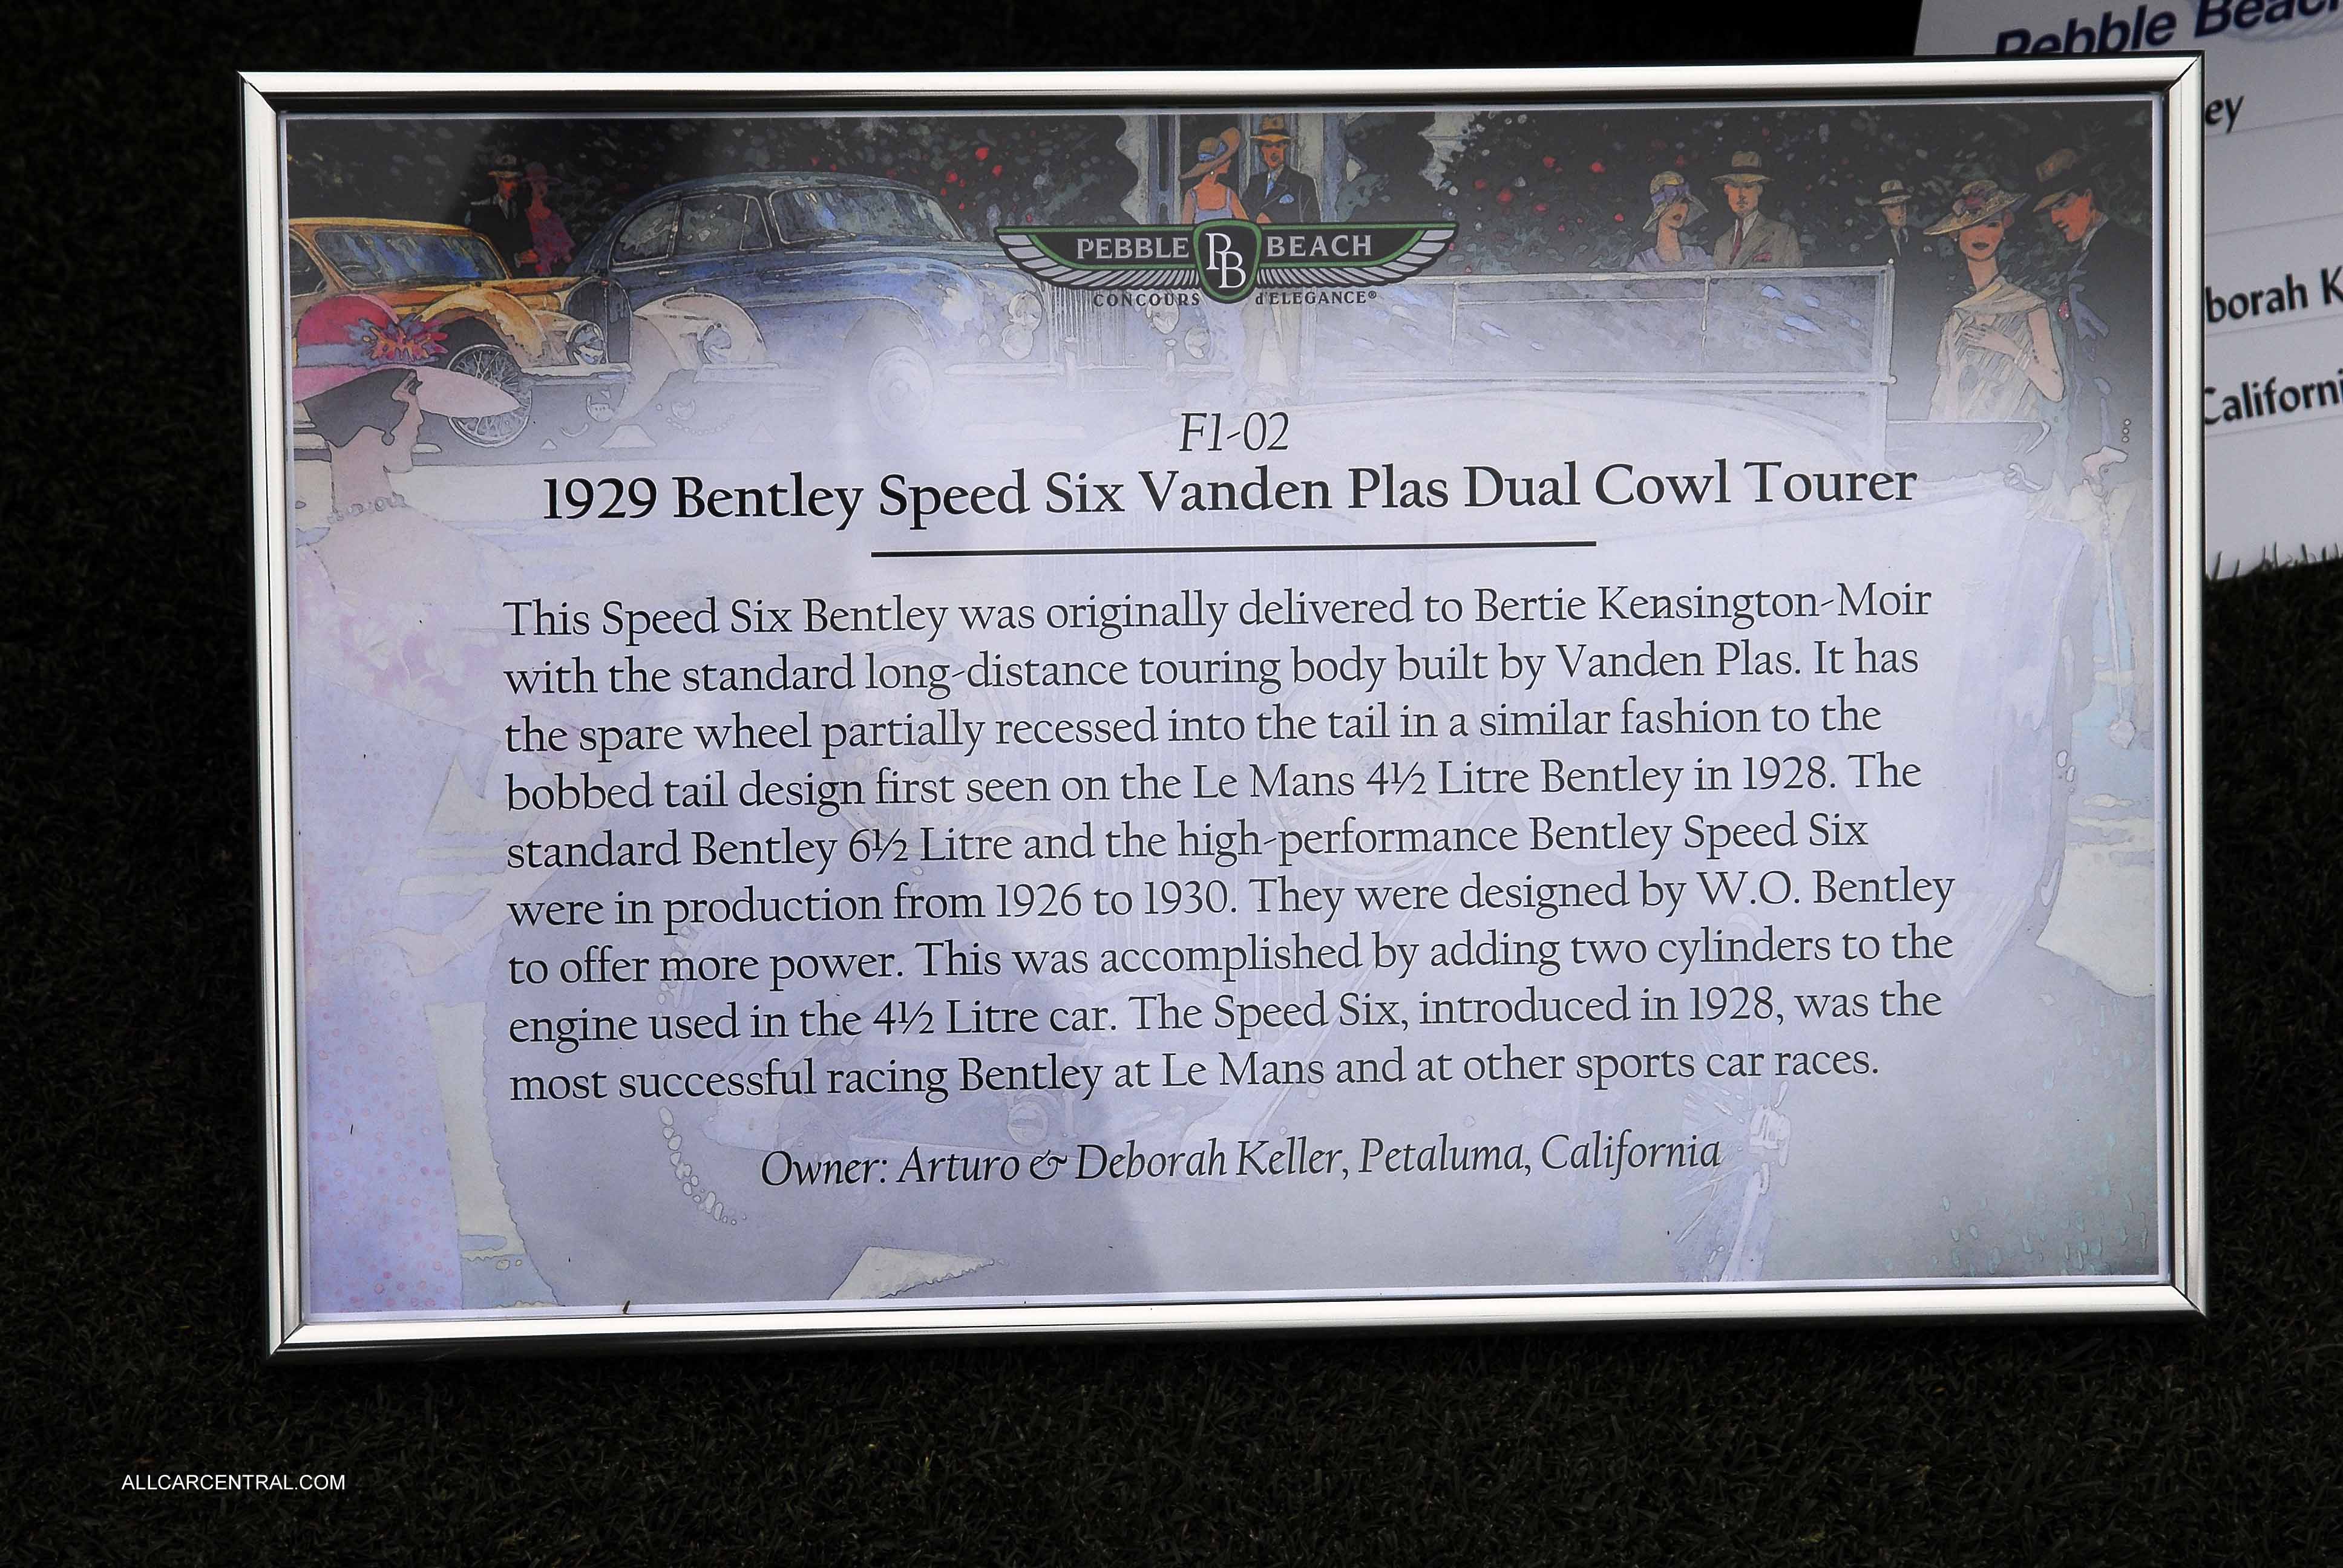 Pebble Beach
ey
borah K
Californi
PEBBLE PB BEACH
CONCOURS d'ELEGANCE®
F1-02
1929 Bentley Speed Six Vanden Plas Dual Cowl Tourer
This Speed Six Bentley was originally delivered to Bertie Kensington-Moir
with the standard long-distance touring body built by Vanden Plas. It has
the spare wheel partially recessed into the tail in a similar fashion to the
bobbed tail design first seen on the Le Mans 4½ Litre Bentley in 1928. The
standard Bentley 6½ Litre and the high-performance Bentley Speed Six
were in production from 1926 to 1930. They were designed by W.O. Bentley
to offer more power. This was accomplished by adding two cylinders to the
engine used in the 4½ Litre car. The Speed Six, introduced in 1928, was the
most successful racing Bentley at Le Mans and at other sports car races.
Owner: Arturo & Deborah Keller, Petaluma, California
ALLCARCENTRAL.COM